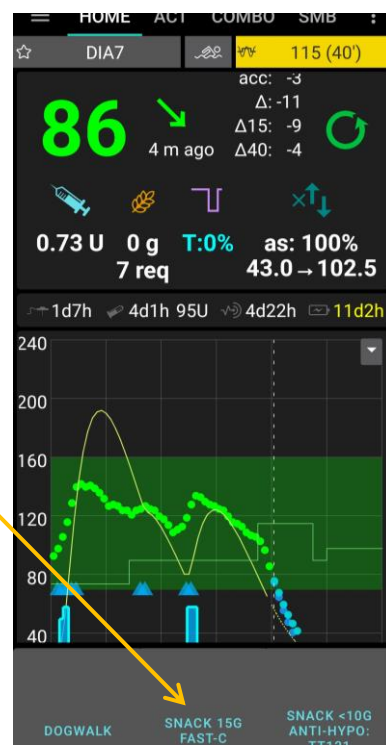 HOME ACT COMBO SMB
DIA7 115 (40')
acc: -3
Δ: -11
86 Δ15: -9
4 m ago Δ40: -4
0.73 U 0 g T:0% as: 100%
7 req 43.0→102.5
1d7h 4d1h 95U 4d22h 11d2h
240
200
160
120
80
40
DOGWALK
SNACK 15G
FAST-C
SNACK <10G
ANTI-HYPO: